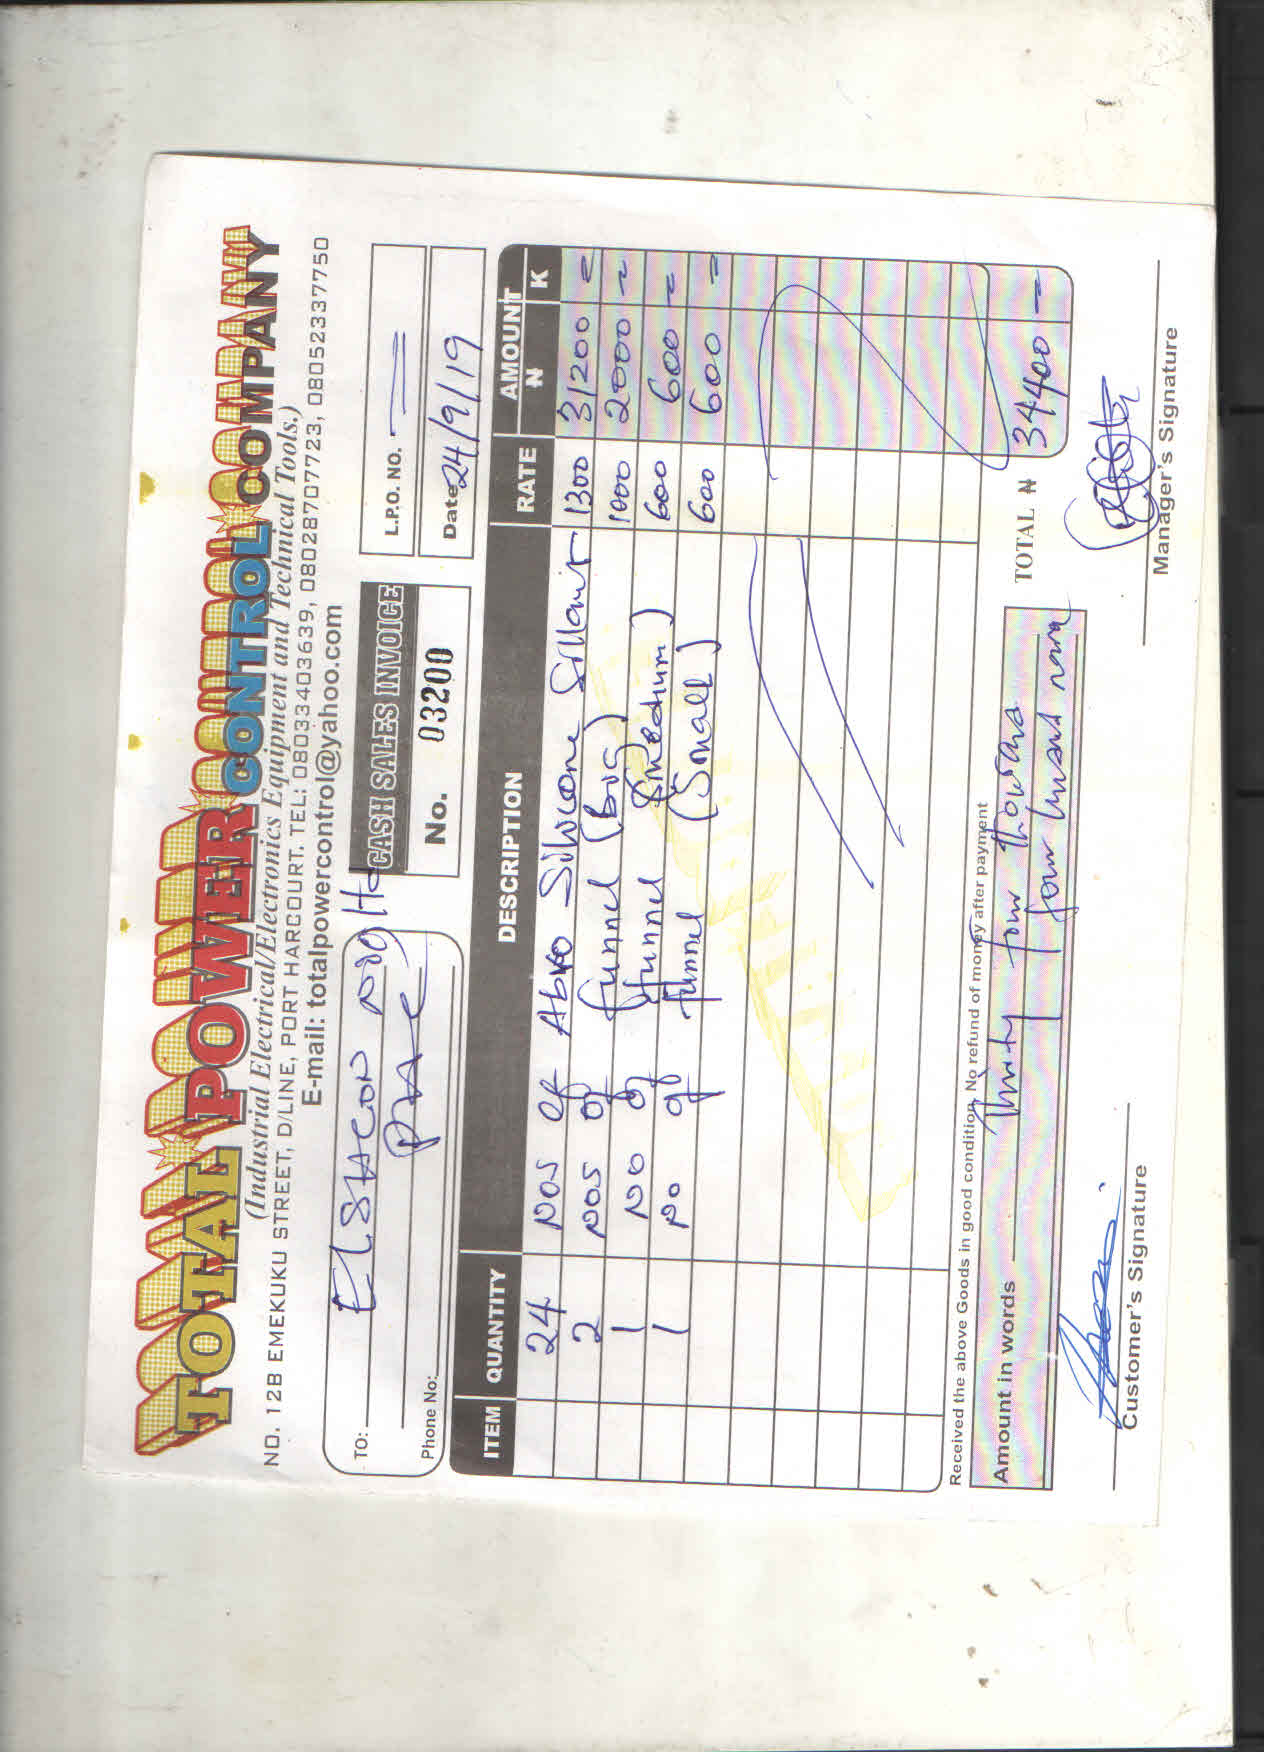 TOTAL POWER CONTROL COMPANY
(Industrial Electrical/Electronics Equipment and Technical Tools.)
NO. 12B EMEKUKU STREET, D/LINE, PORT HARCOURT. TEL: 08033403639, 08028707723, 08052337750
E-mail: totalpowercontrol@yahoo.com
TO:
PHC
Phone No:
CASH SALES INVOICE
No. 03200
L.P.O. NO.
Date 24/9/19
ITEM QUANTITY DESCRIPTION RATE AMOUNT
₦ K
24 nos of Abro Silicone Sillant 1300 31200 =
2 nos of funnel (big) 1000 2000 =
1 no of funnel (medium) 600 600 =
1 no of funnel (Small) 600 600 =
Received the above Goods in good condition, No refund of money after payment
TOTAL ₦ 34400 =
Amount in words Thirty four thousand
four hundred naira
Customer's Signature
Manager's Signature